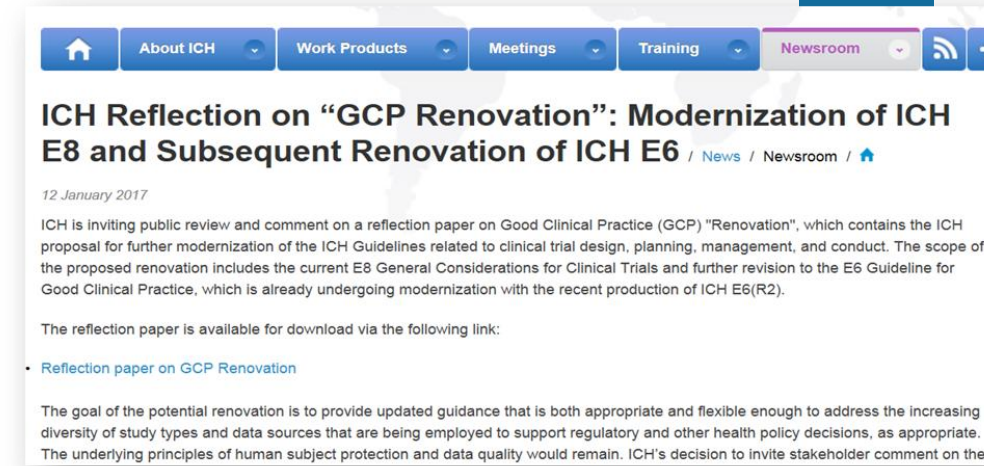 About ICH
Work Products
Meetings
Training
Newsroom
ICH Reflection on “GCP Renovation”: Modernization of ICH
E8 and Subsequent Renovation of ICH E6 / News / Newsroom /
12 January 2017
ICH is inviting public review and comment on a reflection paper on Good Clinical Practice (GCP) "Renovation", which contains the ICH
proposal for further modernization of the ICH Guidelines related to clinical trial design, planning, management, and conduct. The scope of
the proposed renovation includes the current E8 General Considerations for Clinical Trials and further revision to the E6 Guideline for
Good Clinical Practice, which is already undergoing modernization with the recent production of ICH E6(R2).
The reflection paper is available for download via the following link:
• Reflection paper on GCP Renovation
The goal of the potential renovation is to provide updated guidance that is both appropriate and flexible enough to address the increasing
diversity of study types and data sources that are being employed to support regulatory and other health policy decisions, as appropriate.
The underlying principles of human subject protection and data quality would remain. ICH's decision to invite stakeholder comment on the